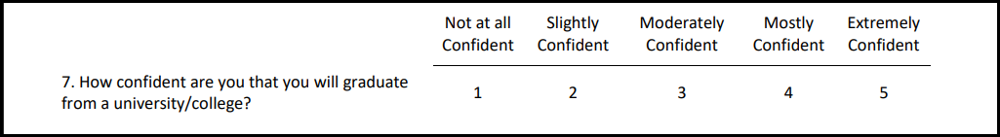 Not at all Slightly Moderately Mostly Extremely
Confident Confident Confident Confident Confident
7. How confident are you that you will graduate
from a university/college?
1 2 3 4 5